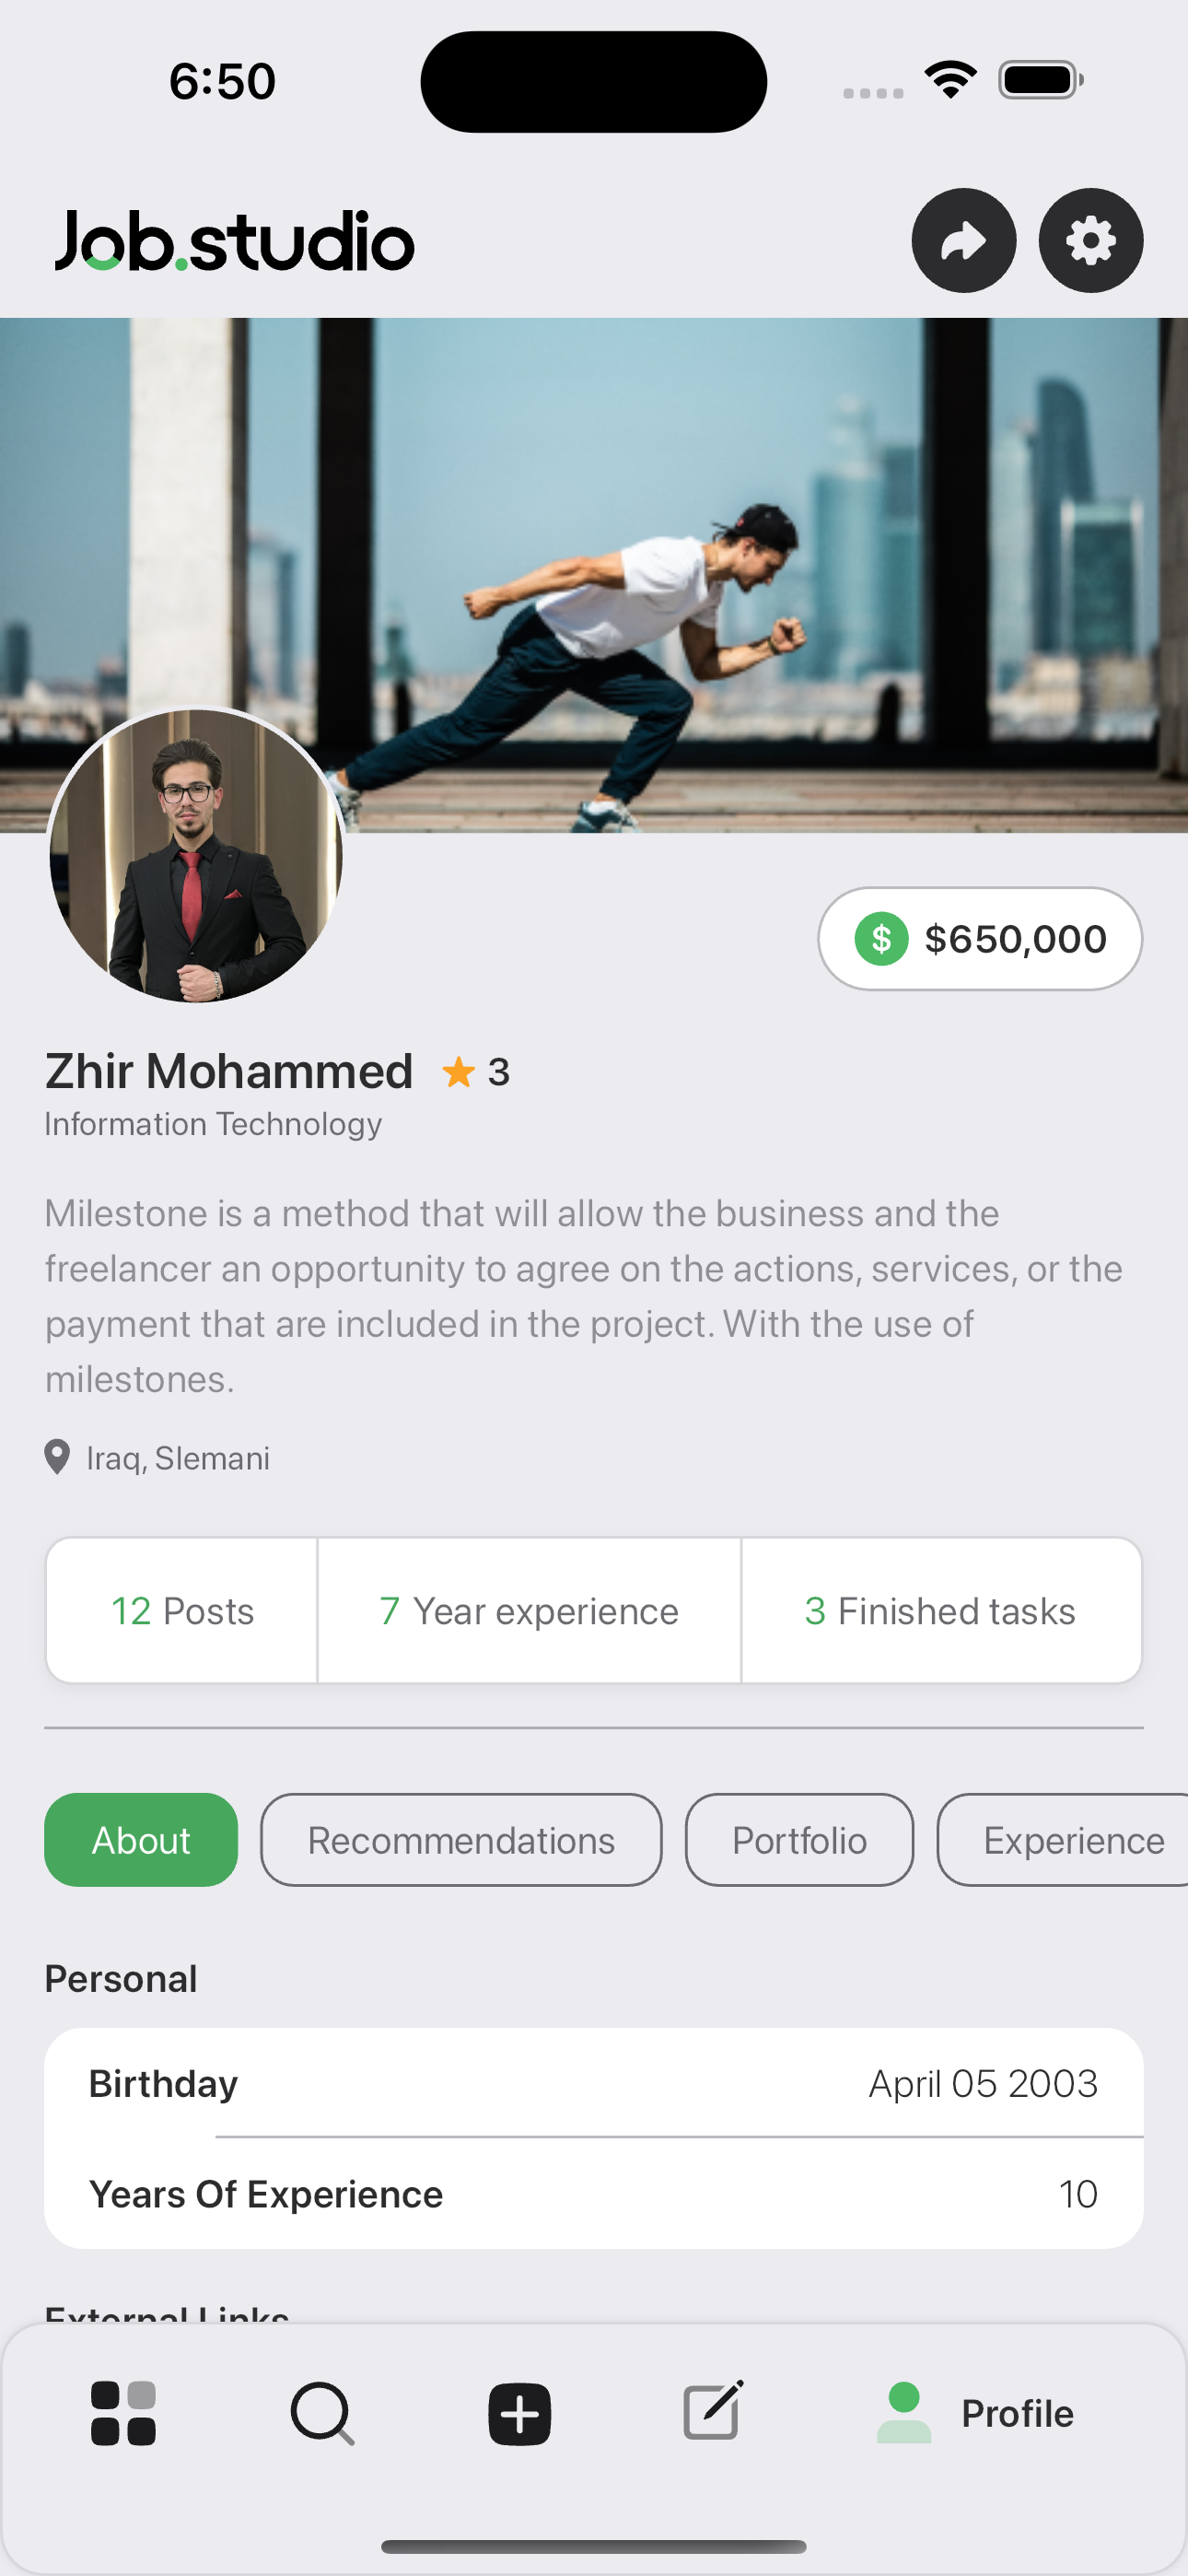 6:50
Job.studio
$ $650,000
Zhir Mohammed 3
Information Technology
Milestone is a method that will allow the business and the
freelancer an opportunity to agree on the actions, services, or the
payment that are included in the project. With the use of
milestones.
Iraq, Slemani
12 Posts 7 Year experience 3 Finished tasks
About Recommendations Portfolio Experience
Personal
Birthday April 05 2003
Years Of Experience 10
External Links
Profile